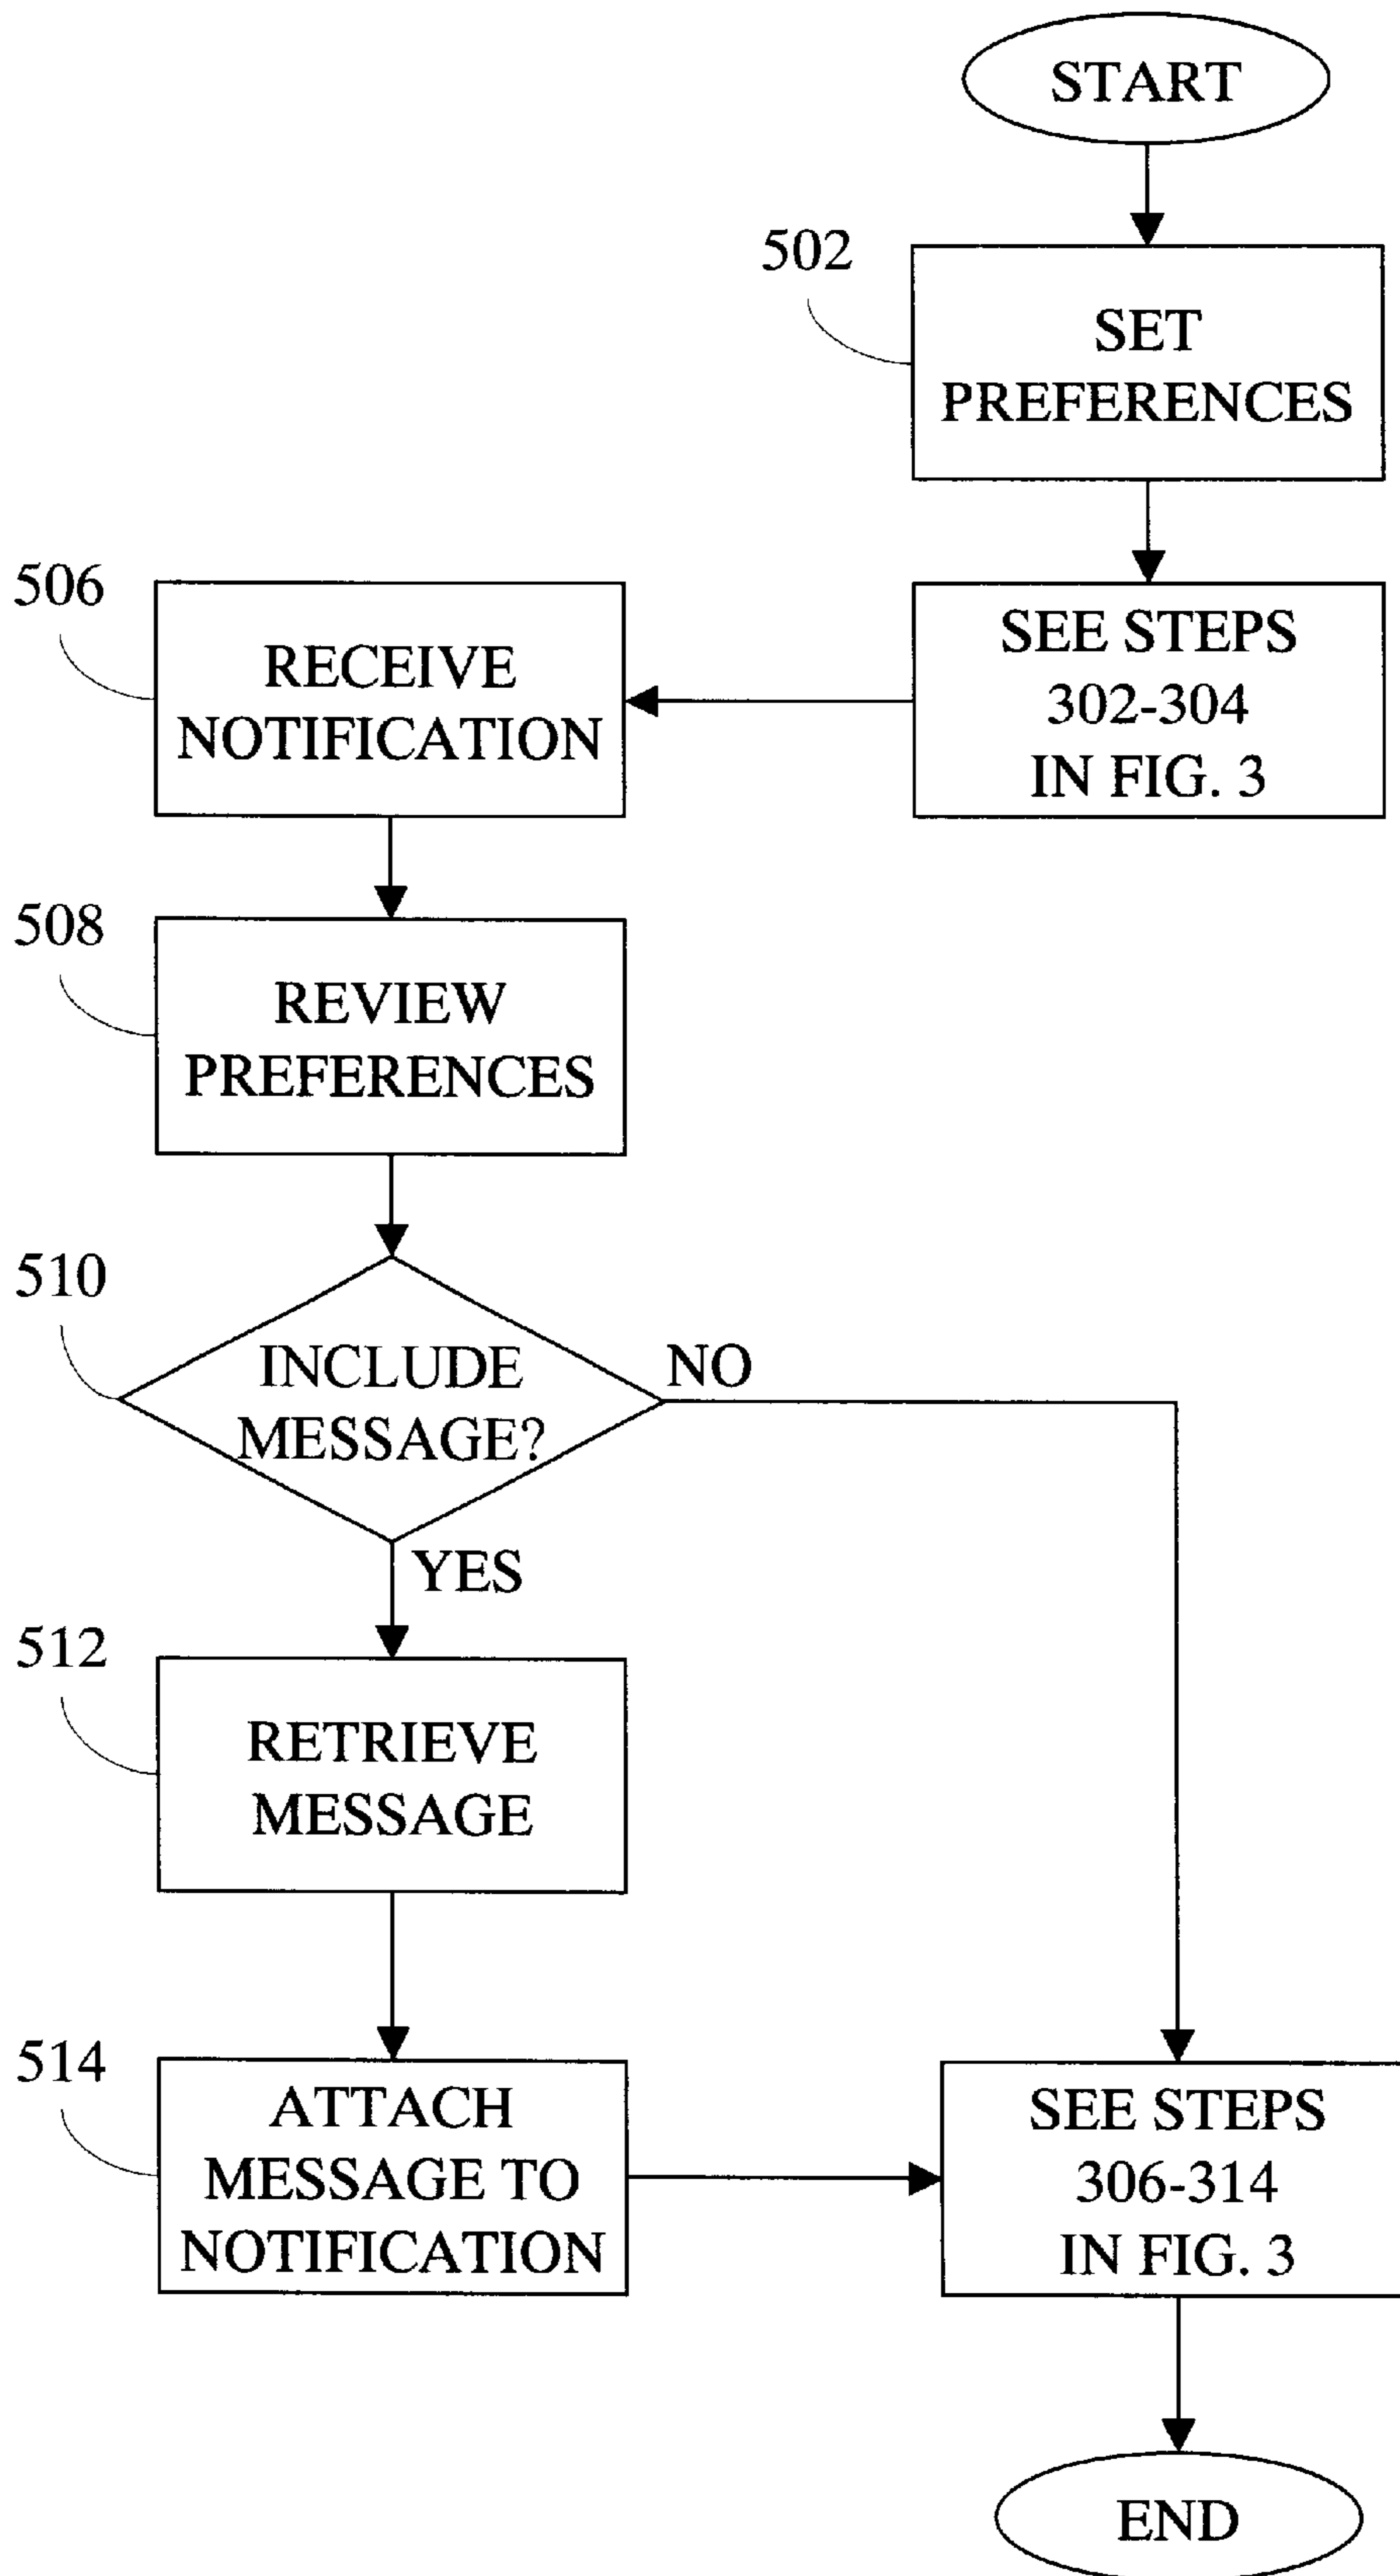 START
502
SET
PREFERENCES
506
RECEIVE
NOTIFICATION
SEE STEPS
302-304
IN FIG. 3
508
REVIEW
PREFERENCES
510
INCLUDE
MESSAGE?
NO
YES
512
RETRIEVE
MESSAGE
514
ATTACH
MESSAGE TO
NOTIFICATION
SEE STEPS
306-314
IN FIG. 3
END